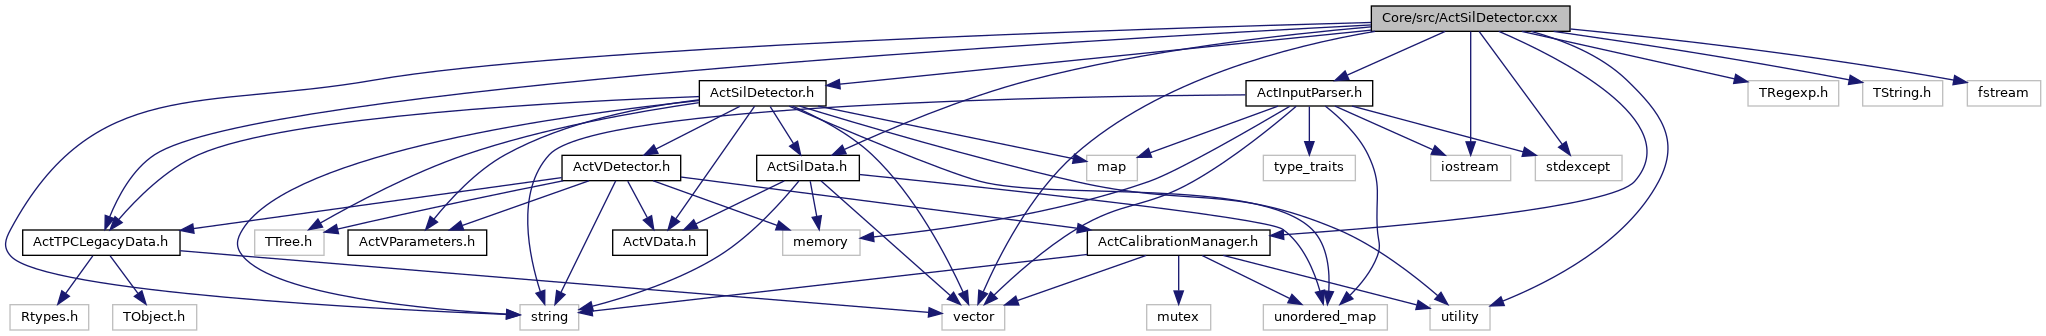 Core/src/ActSilDetector.cxx
ActSilDetector.h
ActInputParser.h
TRegexp.h
TString.h
fstream
ActVDetector.h
ActSilData.h
map
type_traits
iostream
stdexcept
ActTPCLegacyData.h
TTree.h
ActVParameters.h
ActVData.h
memory
ActCalibrationManager.h
Rtypes.h
TObject.h
string
vector
mutex
unordered_map
utility